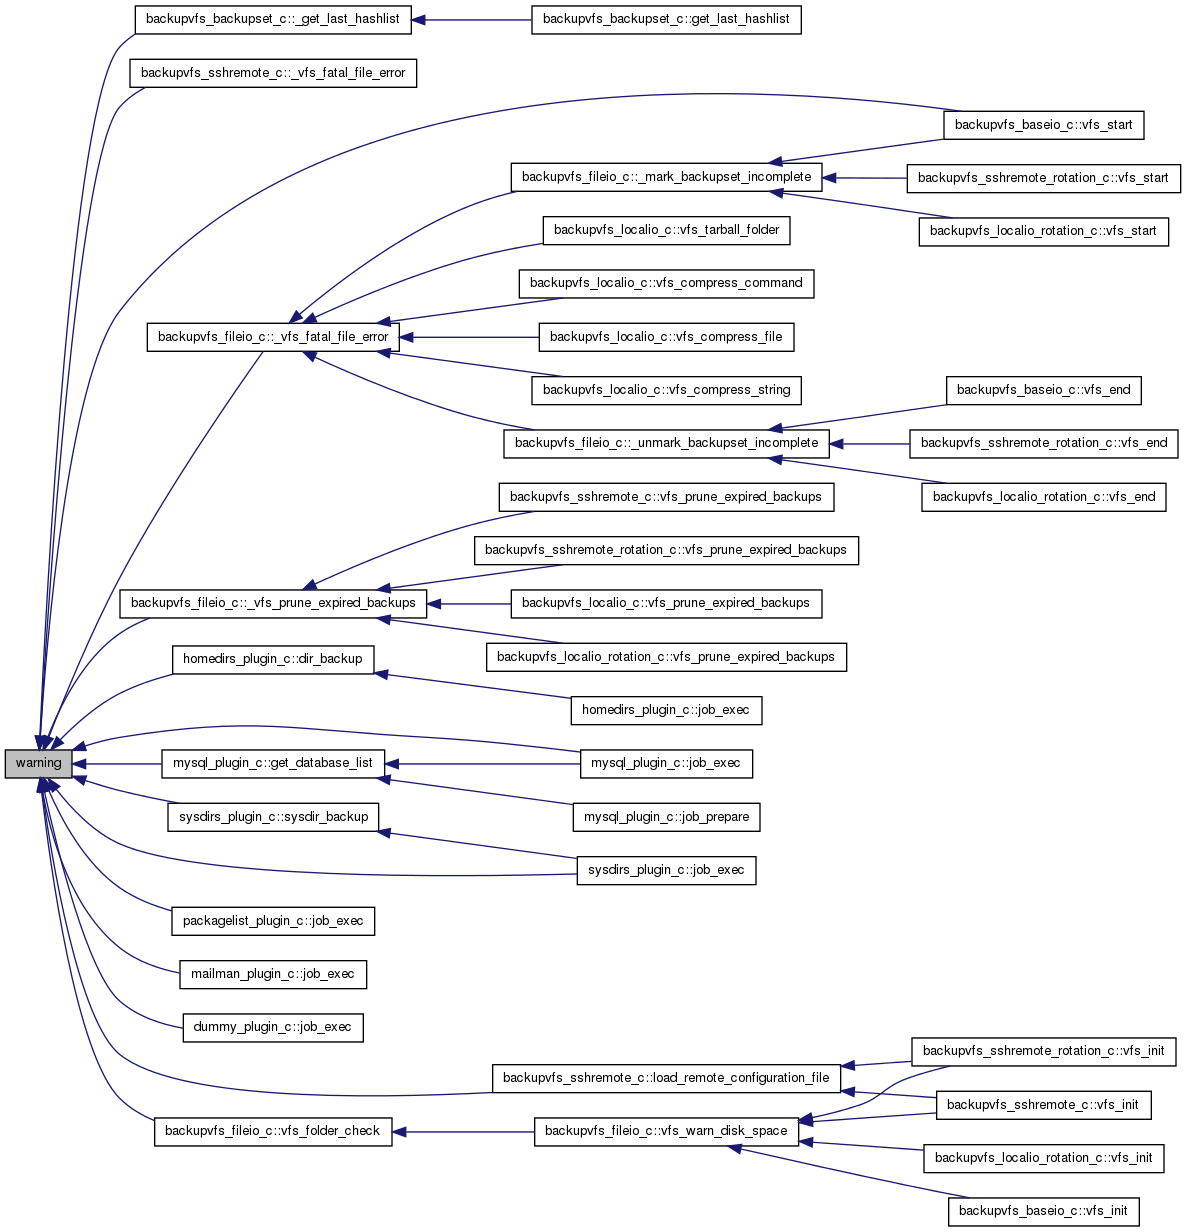 backupvfs_backupset_c::_get_last_hashlist
backupvfs_backupset_c::get_last_hashlist
backupvfs_sshremote_c::_vfs_fatal_file_error
backupvfs_baseio_c::vfs_start
backupvfs_fileio_c::_mark_backupset_incomplete
backupvfs_sshremote_rotation_c::vfs_start
backupvfs_localio_c::vfs_tarball_folder
backupvfs_localio_rotation_c::vfs_start
backupvfs_localio_c::vfs_compress_command
backupvfs_fileio_c::_vfs_fatal_file_error
backupvfs_localio_c::vfs_compress_file
backupvfs_localio_c::vfs_compress_string
backupvfs_baseio_c::vfs_end
backupvfs_fileio_c::_unmark_backupset_incomplete
backupvfs_sshremote_rotation_c::vfs_end
backupvfs_sshremote_c::vfs_prune_expired_backups
backupvfs_localio_rotation_c::vfs_end
backupvfs_sshremote_rotation_c::vfs_prune_expired_backups
backupvfs_fileio_c::_vfs_prune_expired_backups
backupvfs_localio_c::vfs_prune_expired_backups
homedirs_plugin_c::dir_backup
backupvfs_localio_rotation_c::vfs_prune_expired_backups
homedirs_plugin_c::job_exec
warning
mysql_plugin_c::get_database_list
mysql_plugin_c::job_exec
sysdirs_plugin_c::sysdir_backup
mysql_plugin_c::job_prepare
sysdirs_plugin_c::job_exec
packagelist_plugin_c::job_exec
mailman_plugin_c::job_exec
dummy_plugin_c::job_exec
backupvfs_sshremote_rotation_c::vfs_init
backupvfs_sshremote_c::load_remote_configuration_file
backupvfs_sshremote_c::vfs_init
backupvfs_fileio_c::vfs_folder_check
backupvfs_fileio_c::vfs_warn_disk_space
backupvfs_localio_rotation_c::vfs_init
backupvfs_baseio_c::vfs_init